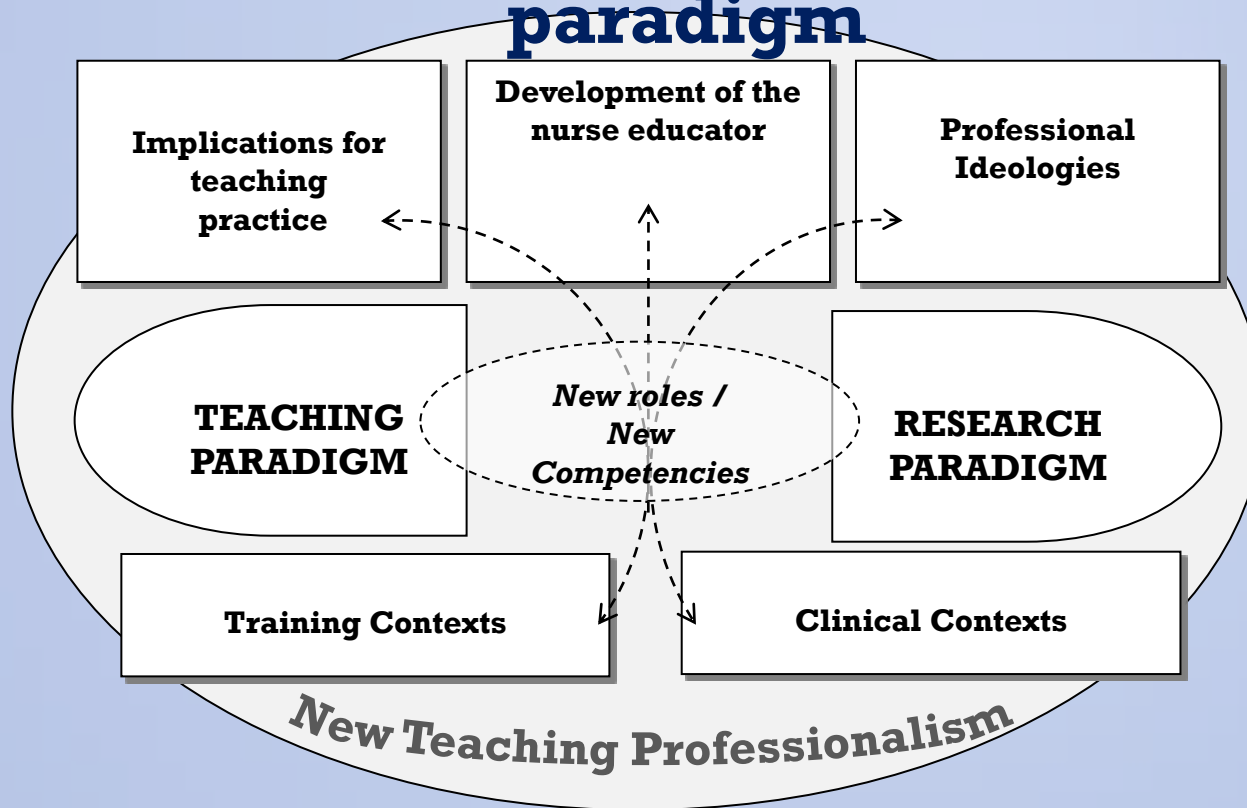 paradigm
Implications for
teaching
practice
Development of the
nurse educator
Professional
Ideologies
TEACHING
PARADIGM
New roles /
New
Competencies
RESEARCH
PARADIGM
Training Contexts
Clinical Contexts
New Teaching Professionalism